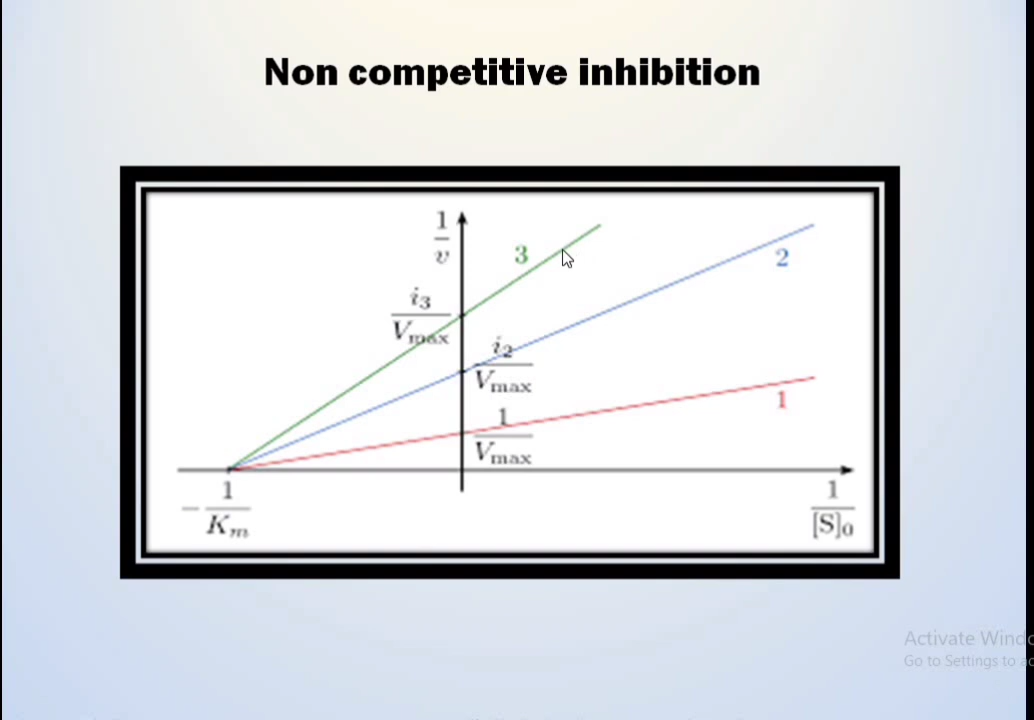 Non competitive inhibition
1
v
3
2
i3
Vmax
i2
Vmax
1
1
Vmax
− 1
Km
1
[S]0
Activate Windo
Go to Settings to ac